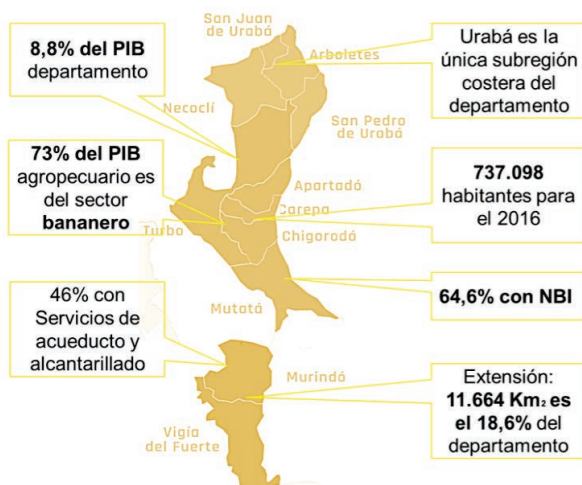 San Juan
de Urabá
8,8% del PIB
departamento
Arboletes
Urabá es la
única subregión
costera del
departamento
Necoclí
San Pedro
de Urabá
73% del PIB
agropecuario es
del sector
bananero
Apartadó
Carepa
737.098
habitantes para
el 2016
Turbo
Chigorodó
46% con
Servicios de
acueducto y
alcantarillado
Mutatá
64,6% con NBI
Murindó
Extensión:
11.664 Km₂ es
el 18,6% del
departamento
Vigía
del Fuerte